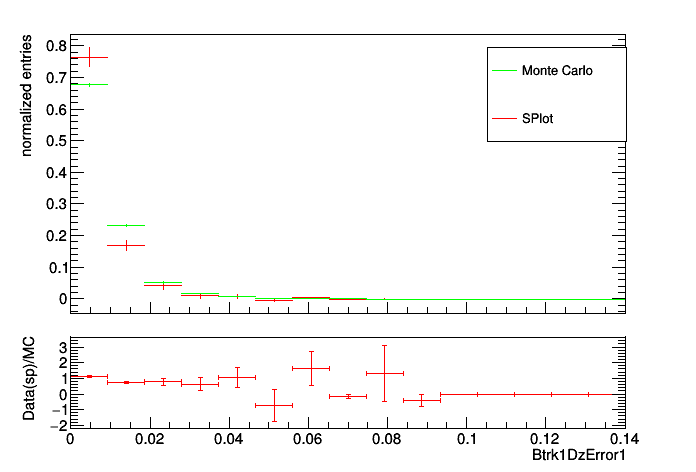 normalized entries
0.8
0.7
0.6
0.5
0.4
0.3
0.2
0.1
0
Monte Carlo
SPlot
Data(sp)/MC
3
2
1
0
−1
−2
0 0.02 0.04 0.06 0.08 0.1 0.12 0.14
Btrk1DzError1